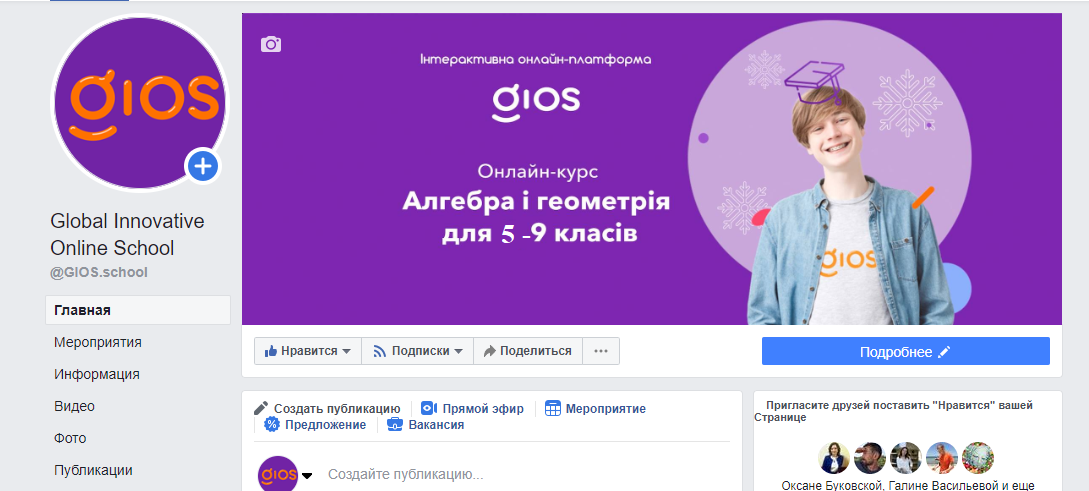 gios
Global Innovative
Online School
@GIOS.school
Главная
Мероприятия
Информация
Видео
Фото
Публикации
Інтерактивна онлайн-платформа
gios
Онлайн-курс
Алгебра і геометрія
для 5 -9 класів
gios
Нравится
Подписки
Поделиться
Подробнее
Создать публикацию
Прямой эфир
Мероприятие
Предложение
Вакансия
gios
Создайте публикацию...
Пригласите друзей поставить "Нравится" вашей
Странице
Оксане Буковской, Галине Васильевой и еще